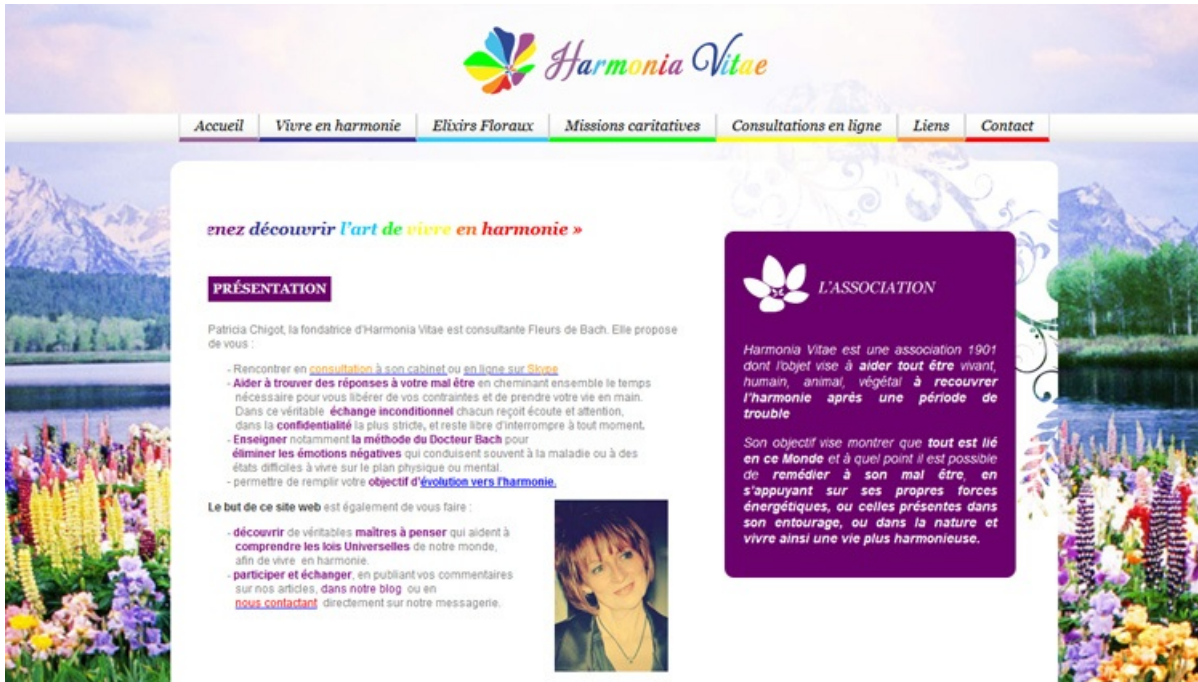 Harmonia Vitae
Accueil Vivre en harmonie Elixirs Floraux Missions caritatives Consultations en ligne Liens Contact
enez découvrir l'art de vivre en harmonie »
PRÉSENTATION
Patricia Chigot, la fondatrice d'Harmonia Vitae est consultante Fleurs de Bach. Elle propose
de vous :
- Rencontrer en consultation à son cabinet ou en ligne sur Skype
- Aider à trouver des réponses à votre mal être en cheminant ensemble le temps
nécessaire pour vous libérer de vos contraintes et de prendre votre vie en main.
Dans ce véritable échange inconditionnel chacun reçoit écoute et attention,
dans la confidentialité la plus stricte, et reste libre d'interrompre à tout moment.
- Enseigner notamment la méthode du Docteur Bach pour
éliminer les émotions négatives qui conduisent souvent à la maladie ou à des
états difficiles à vivre sur le plan physique ou mental.
- permettre de remplir votre objectif d'évolution vers l'harmonie.
Le but de ce site web est également de vous faire :
- découvrir de véritables maîtres à penser qui aident à
comprendre les lois Universelles de notre monde,
afin de vivre en harmonie.
- participer et échanger, en publiant vos commentaires
sur nos articles, dans notre blog ou en
nous contactant directement sur notre messagerie.
L'ASSOCIATION
Harmonia Vitae est une association 1901
dont l'objet vise à aider tout être vivant,
humain, animal, végétal à recouvrer
l'harmonie après une période de
trouble
Son objectif vise montrer que tout est lié
en ce Monde et à quel point il est possible
de remédier à son mal être, en
s'appuyant sur ses propres forces
énergétiques, ou celles présentes dans
son entourage, ou dans la nature et
vivre ainsi une vie plus harmonieuse.